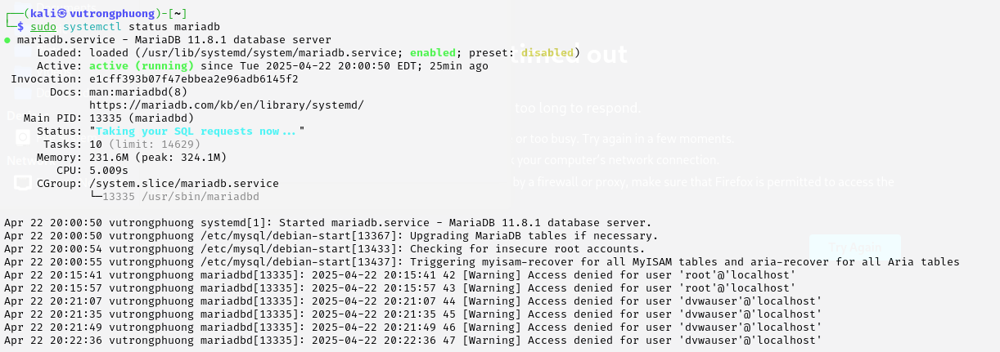 ┌──(kali㉿vutrongphuong)-[~]
└─$ sudo systemctl status mariadb
● mariadb.service - MariaDB 11.8.1 database server
     Loaded: loaded (/usr/lib/systemd/system/mariadb.service; enabled; preset: disabled)
     Active: active (running) since Tue 2025-04-22 20:00:50 EDT; 25min ago
 Invocation: e1cff393b07f47ebbea2e96adb6145f2
       Docs: man:mariadbd(8)
             https://mariadb.com/kb/en/library/systemd/
   Main PID: 13335 (mariadbd)
     Status: "Taking your SQL requests now..."
      Tasks: 10 (limit: 14629)
     Memory: 231.6M (peak: 324.1M)
        CPU: 5.009s
     CGroup: /system.slice/mariadb.service
             └─13335 /usr/sbin/mariadbd
Apr 22 20:00:50 vutrongphuong systemd[1]: Started mariadb.service - MariaDB 11.8.1 database server.
Apr 22 20:00:50 vutrongphuong /etc/mysql/debian-start[13367]: Upgrading MariaDB tables if necessary.
Apr 22 20:00:54 vutrongphuong /etc/mysql/debian-start[13433]: Checking for insecure root accounts.
Apr 22 20:00:55 vutrongphuong /etc/mysql/debian-start[13437]: Triggering myisam-recover for all MyISAM tables and aria-recover for all Aria tables
Apr 22 20:15:41 vutrongphuong mariadbd[13335]: 2025-04-22 20:15:41 42 [Warning] Access denied for user 'root'@'localhost'
Apr 22 20:15:57 vutrongphuong mariadbd[13335]: 2025-04-22 20:15:57 43 [Warning] Access denied for user 'root'@'localhost'
Apr 22 20:21:07 vutrongphuong mariadbd[13335]: 2025-04-22 20:21:07 44 [Warning] Access denied for user 'dvwauser'@'localhost'
Apr 22 20:21:35 vutrongphuong mariadbd[13335]: 2025-04-22 20:21:35 45 [Warning] Access denied for user 'dvwauser'@'localhost'
Apr 22 20:21:49 vutrongphuong mariadbd[13335]: 2025-04-22 20:21:49 46 [Warning] Access denied for user 'dvwauser'@'localhost'
Apr 22 20:22:36 vutrongphuong mariadbd[13335]: 2025-04-22 20:22:36 47 [Warning] Access denied for user 'dvwauser'@'localhost'
timed out
too long to respond.
or too busy. Try again in a few moments.
your computer's network connection.
by a firewall or proxy, make sure that Firefox is permitted to access the
Try Again